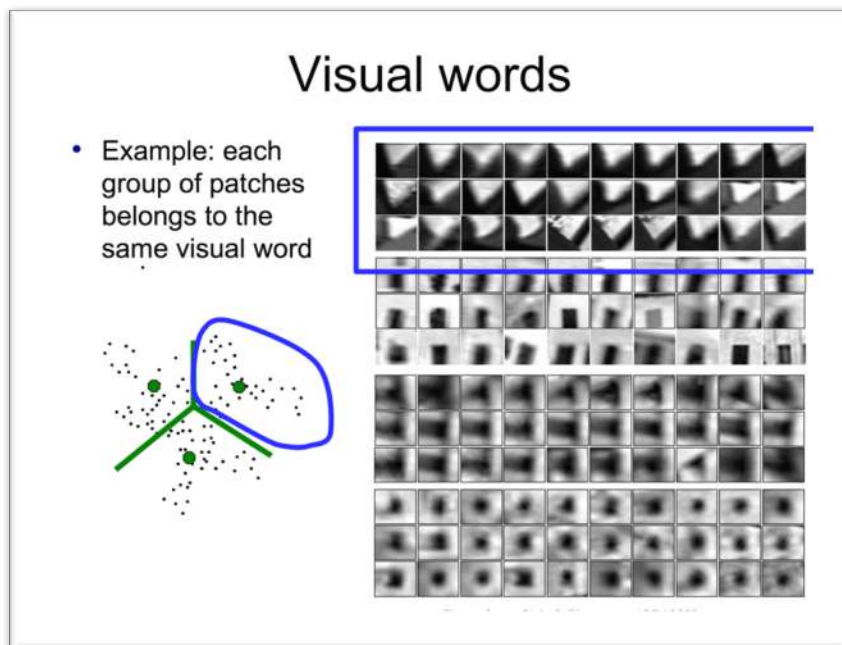 Visual words
• Example: each
group of patches
belongs to the
same visual word